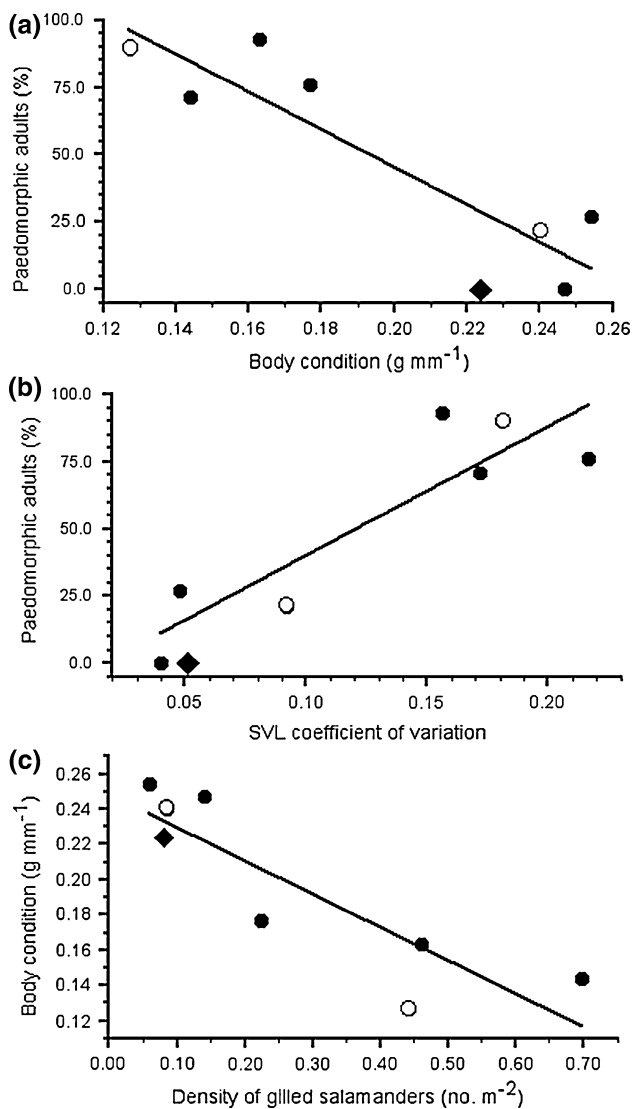 (a)
Paedomorphic adults (%)
100.0
75.0
50.0
25.0
0.0
0.12 0.14 0.16 0.18 0.20 0.22 0.24 0.26
Body condition (g mm⁻¹)
(b)
Paedomorphic adults (%)
100.0
75.0
50.0
25.0
0.0
0.05 0.10 0.15 0.20
SVL coefficient of variation
(c)
Body condition (g mm⁻¹)
0.26
0.24
0.22
0.20
0.18
0.16
0.14
0.12
0.00 0.10 0.20 0.30 0.40 0.50 0.60 0.70
Density of gilled salamanders (no. m⁻²)